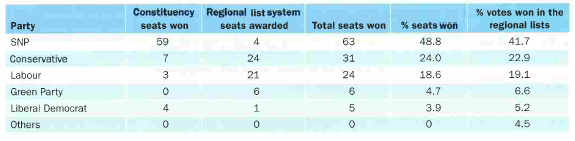 Party Constituency seats won Regional list system seats awarded Total seats won % seats won % votes won in the regional lists
SNP 59 4 63 48.8 41.7
Conservative 7 24 31 24.0 22.9
Labour 3 21 24 18.6 19.1
Green Party 0 6 6 4.7 6.6
Liberal Democrat 4 1 5 3.9 5.2
Others 0 0 0 0 4.5